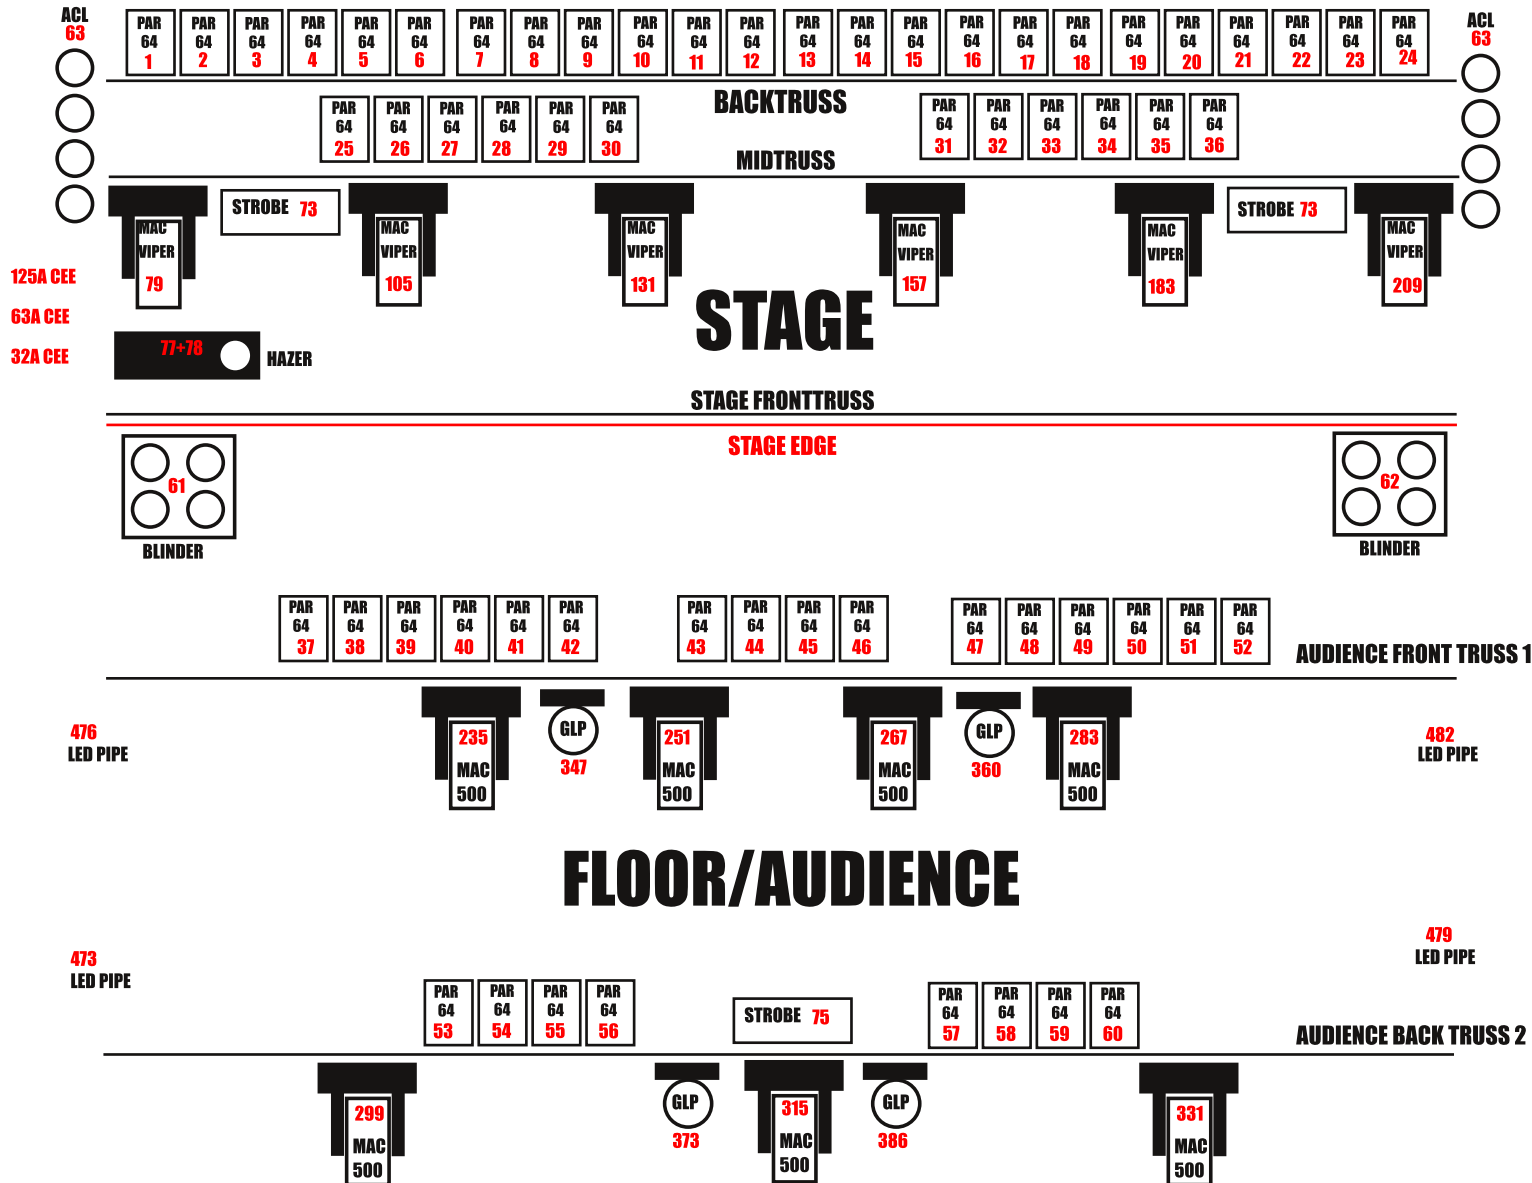 ACL
63
PAR 64 1
PAR 64 2
PAR 64 3
PAR 64 4
PAR 64 5
PAR 64 6
PAR 64 7
PAR 64 8
PAR 64 9
PAR 64 10
PAR 64 11
PAR 64 12
PAR 64 13
PAR 64 14
PAR 64 15
PAR 64 16
PAR 64 17
PAR 64 18
PAR 64 19
PAR 64 20
PAR 64 21
PAR 64 22
PAR 64 23
PAR 64 24
ACL
63
BACKTRUSS
PAR 64 25
PAR 64 26
PAR 64 27
PAR 64 28
PAR 64 29
PAR 64 30
PAR 64 31
PAR 64 32
PAR 64 33
PAR 64 34
PAR 64 35
PAR 64 36
MIDTRUSS
MAC VIPER 79
STROBE 73
MAC VIPER 105
MAC VIPER 131
MAC VIPER 157
MAC VIPER 183
STROBE 73
MAC VIPER 209
125A CEE
63A CEE
32A CEE
STAGE
77+78
HAZER
STAGE FRONTTRUSS
STAGE EDGE
61
BLINDER
62
BLINDER
PAR 64 37
PAR 64 38
PAR 64 39
PAR 64 40
PAR 64 41
PAR 64 42
PAR 64 43
PAR 64 44
PAR 64 45
PAR 64 46
PAR 64 47
PAR 64 48
PAR 64 49
PAR 64 50
PAR 64 51
PAR 64 52
AUDIENCE FRONT TRUSS 1
476
LED PIPE
235 MAC 500
GLP
347
251 MAC 500
267 MAC 500
GLP
360
283 MAC 500
482
LED PIPE
FLOOR/AUDIENCE
473
LED PIPE
479
LED PIPE
PAR 64 53
PAR 64 54
PAR 64 55
PAR 64 56
STROBE 75
PAR 64 57
PAR 64 58
PAR 64 59
PAR 64 60
AUDIENCE BACK TRUSS 2
299 MAC 500
GLP
373
315 MAC 500
GLP
386
331 MAC 500